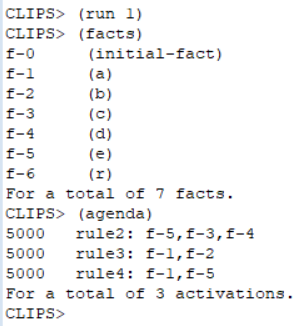 CLIPS> (run 1)
CLIPS> (facts)
f-0 (initial-fact)
f-1 (a)
f-2 (b)
f-3 (c)
f-4 (d)
f-5 (e)
f-6 (r)
For a total of 7 facts.
CLIPS> (agenda)
5000 rule2: f-5,f-3,f-4
5000 rule3: f-1,f-2
5000 rule4: f-1,f-5
For a total of 3 activations.
CLIPS>